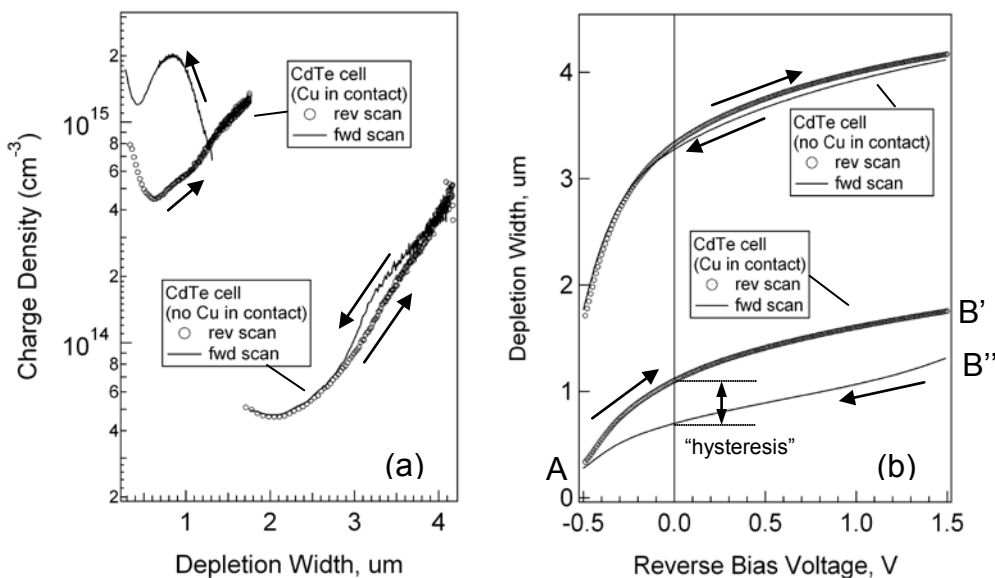 Charge Density (cm-3)
2
10 15
8
6
4
2
10 14
8
6
4
2
CdTe cell
(Cu in contact)
rev scan
fwd scan
CdTe cell
(no Cu in contact)
rev scan
fwd scan
(a)
1
2
3
4
Depletion Width, um
Depletion Width, um
4
3
2
1
0
CdTe cell
(no Cu in contact)
rev scan
fwd scan
CdTe cell
(Cu in contact)
rev scan
fwd scan
B’
B’’
“hysteresis”
A
(b)
-0.5
0.0
0.5
1.0
1.5
Reverse Bias Voltage, V